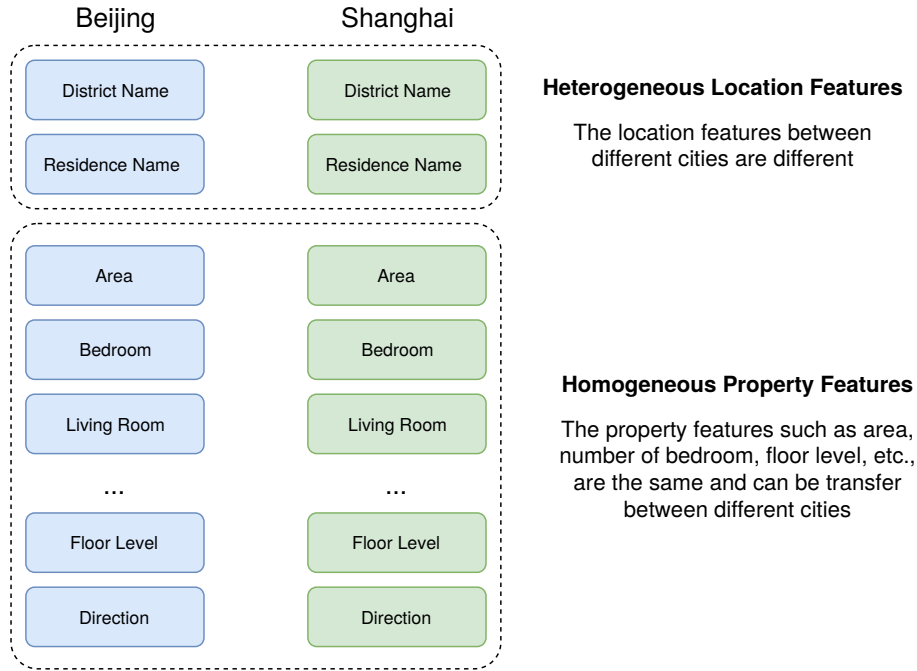 Beijing
Shanghai
District Name
District Name
Heterogeneous Location Features
Residence Name
Residence Name
The location features between
different cities are different
Area
Area
Bedroom
Bedroom
Living Room
Living Room
...
...
Floor Level
Floor Level
Direction
Direction
Homogeneous Property Features
The property features such as area,
number of bedroom, floor level, etc.,
are the same and can be transfer
between different cities